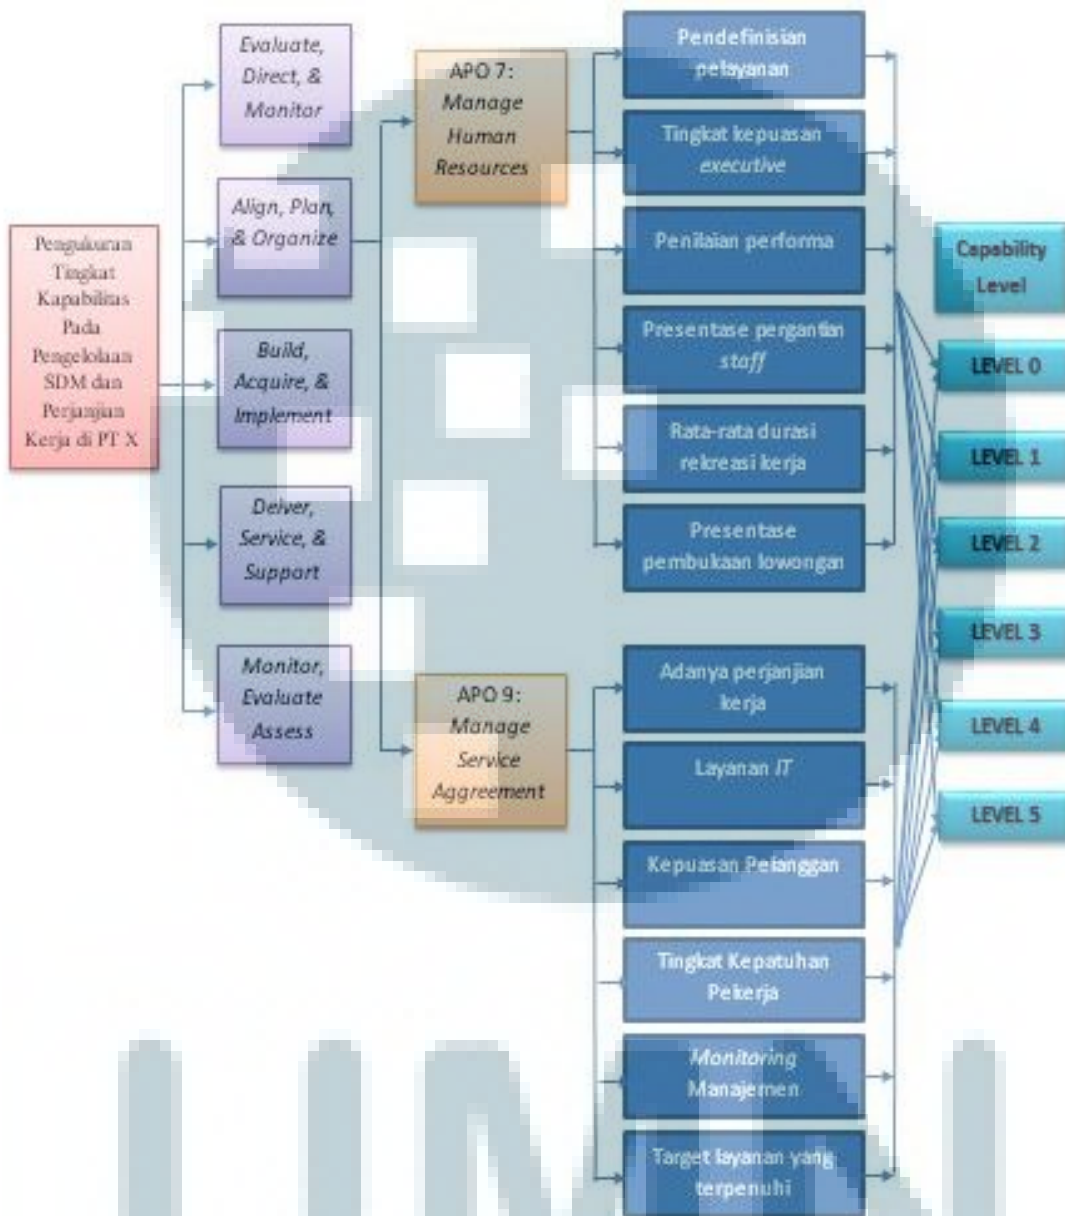 Pengukuran
Tingkat
Kapabilitas
Pada
Pengelolaan
SDM dan
Perjanjian
Kerja di PT X
Evaluate,
Direct, &
Monitor
Align, Plan,
& Organize
Build,
Acquire, &
Implement
Deiver,
Service, &
Support
Monitor,
Evaluate
Assess
APO 7:
Manage
Human
Resources
APO 9:
Manage
Service
Aggreement
Pendefinisian
pelayanan
Tingkat kepuasan
executive
Penilaian performa
Presentase pergantian
staff
Rata-rata durasi
rekreasi kerja
Presentase
pembukaan lowongan
Adanya perjanjian
kerja
Layanan IT
Kepuasan Pelanggan
Tingkat Kepatuhan
Pekerja
Monitoring
Manajemen
Target layanan yang
terpenuhi
Capability
Level
LEVEL 0
LEVEL 1
LEVEL 2
LEVEL 3
LEVEL 4
LEVEL 5
UMN